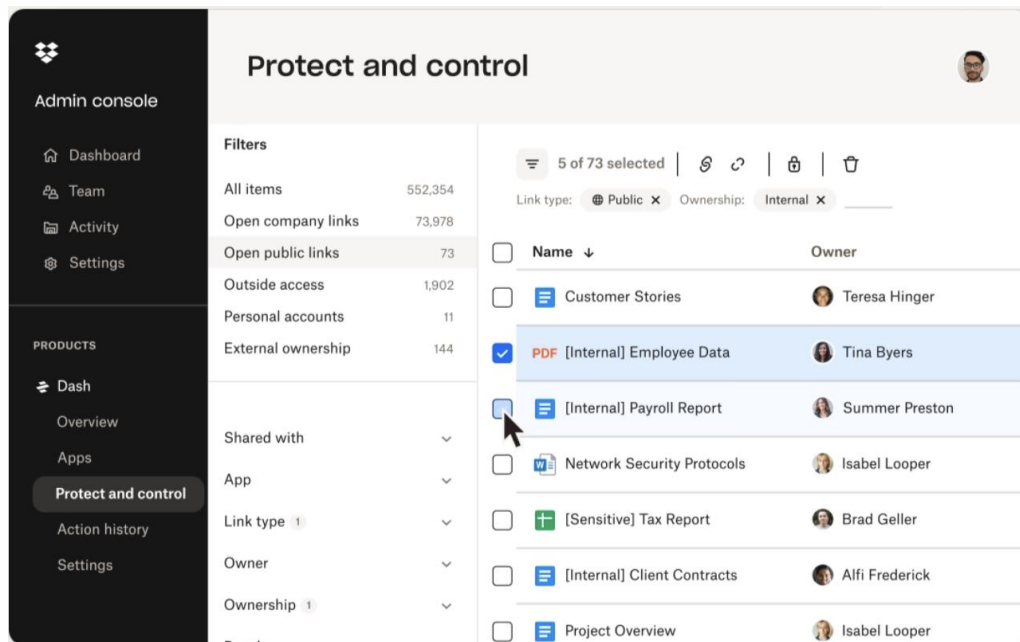 Admin console
Dashboard
Team
Activity
Settings
PRODUCTS
Dash
Overview
Apps
Protect and control
Action history
Settings
Protect and control
Filters
All items 552,354
Open company links 73,978
Open public links 73
Outside access 1,902
Personal accounts 11
External ownership 144
Shared with
App
Link type 1
Owner
Ownership 1
5 of 73 selected
Link type: Public Ownership: Internal
Name Owner
Customer Stories Teresa Hinger
PDF [Internal] Employee Data Tina Byers
[Internal] Payroll Report Summer Preston
W Network Security Protocols Isabel Looper
[Sensitive] Tax Report Brad Geller
[Internal] Client Contracts Alfi Frederick
Project Overview Isabel Looper